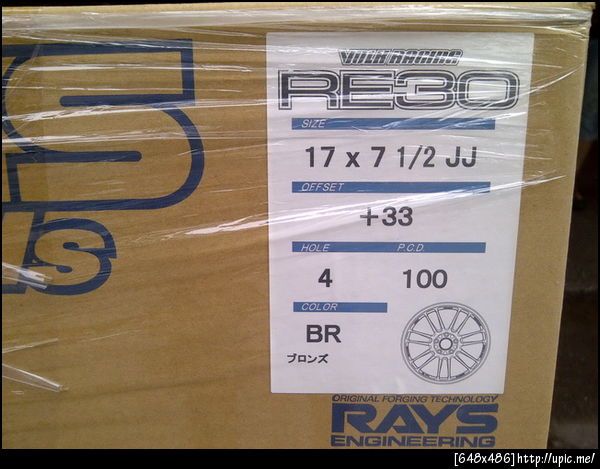 VOLK RACING
RE30
SIZE
17 x 7 1/2 JJ
OFFSET
+33
HOLE P.C.D.
4 100
COLOR
BR
ブロンズ
ORIGINAL FORGING TECHNOLOGY
RAYS
ENGINEERING
[648x486]http://upic.me/